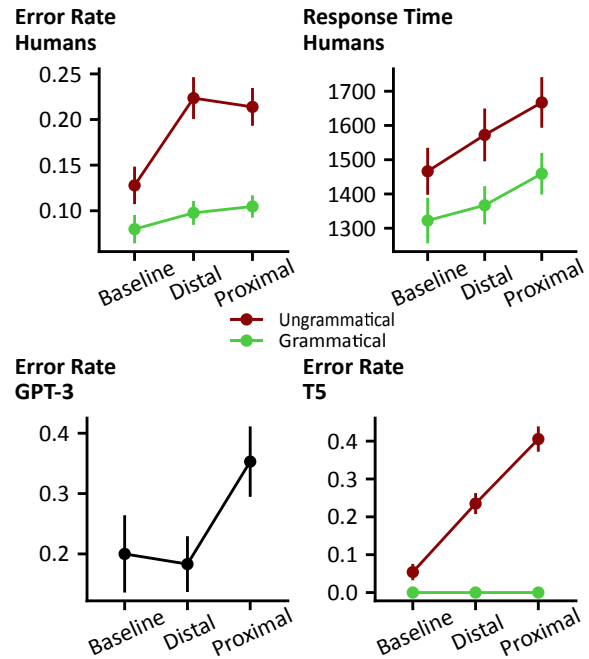 Error Rate
Humans
0.25
0.20
0.15
0.10
Baseline
Distal
Proximal
Response Time
Humans
1700
1600
1500
1400
1300
Baseline
Distal
Proximal
Ungrammatical
Grammatical
Error Rate
GPT-3
0.4
0.3
0.2
Baseline
Distal
Proximal
Error Rate
T5
0.4
0.3
0.2
0.1
0.0
Baseline
Distal
Proximal